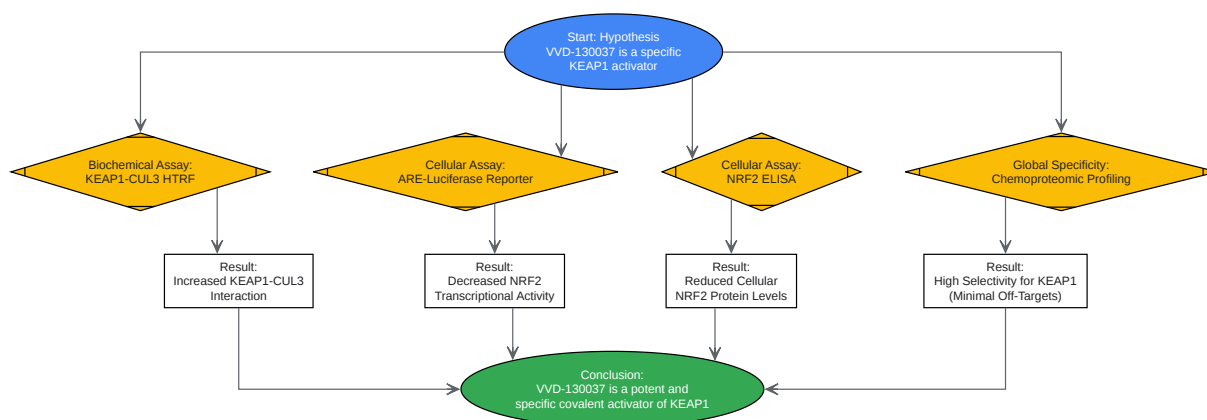 Start: Hypothesis
VVD-130037 is a specific
KEAP1 activator
Biochemical Assay:
KEAP1-CUL3 HTRF
Cellular Assay:
ARE-Luciferase Reporter
Cellular Assay:
NRF2 ELISA
Global Specificity:
Chemoproteomic Profiling
Result:
Increased KEAP1-CUL3
Interaction
Result:
Decreased NRF2
Transcriptional Activity
Result:
Reduced Cellular
NRF2 Protein Levels
Result:
High Selectivity for KEAP1
(Minimal Off-Targets)
Conclusion:
VVD-130037 is a potent and
specific covalent activator of KEAP1